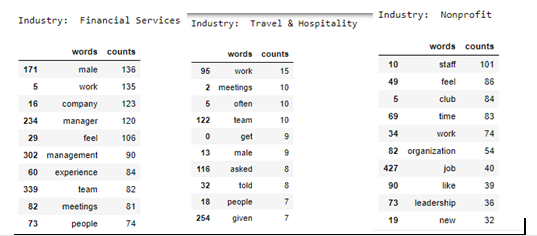 Industry: Financial Services
words counts
171 male 136
5 work 135
16 company 123
234 manager 120
29 feel 106
302 management 90
60 experience 84
339 team 82
82 meetings 81
73 people 74
Industry: Travel & Hospitality
words counts
95 work 15
2 meetings 10
5 often 10
122 team 10
0 get 9
13 male 9
116 asked 8
32 told 8
18 people 7
254 given 7
Industry: Nonprofit
words counts
10 staff 101
49 feel 86
5 club 84
69 time 83
34 work 74
82 organization 54
427 job 40
90 like 39
73 leadership 36
19 new 32